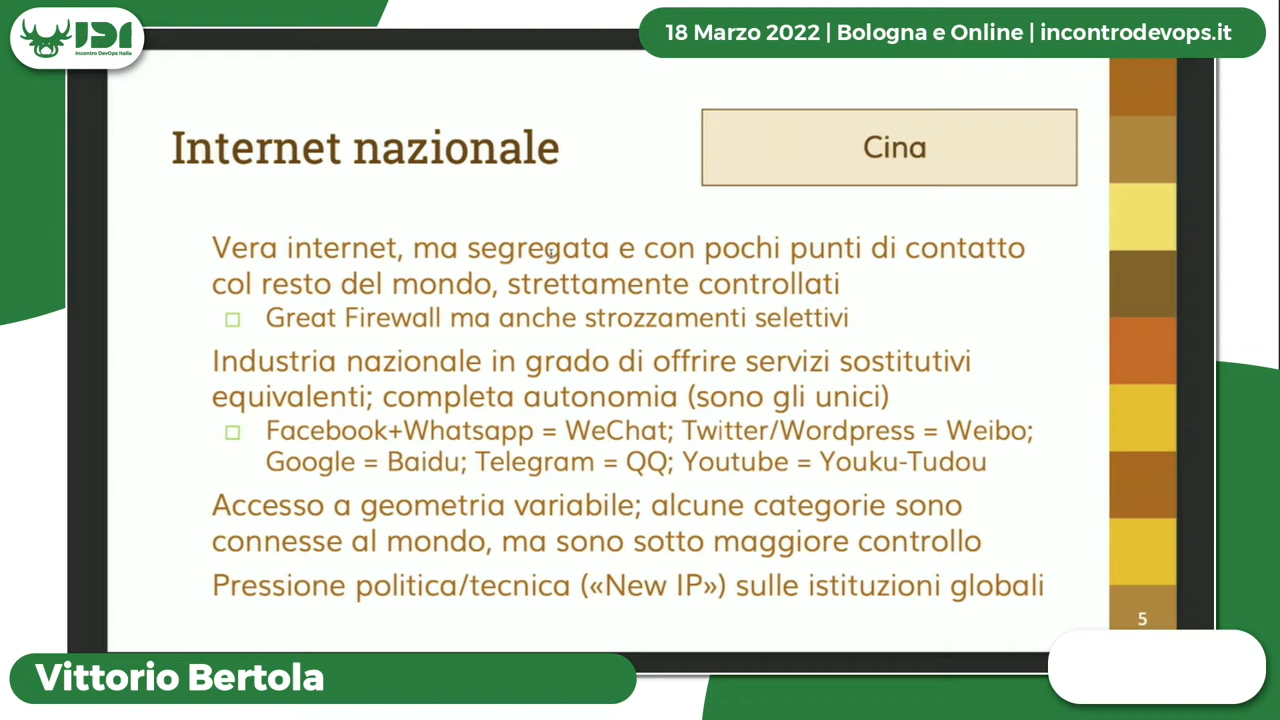 JDI
Incontro DevOps Italia
18 Marzo 2022 | Bologna e Online | incontrodevops.it
Internet nazionale
Cina
Vera internet, ma segregata e con pochi punti di contatto
col resto del mondo, strettamente controllati
Great Firewall ma anche strozzamenti selettivi
Industria nazionale in grado di offrire servizi sostitutivi
equivalenti; completa autonomia (sono gli unici)
Facebook+Whatsapp = WeChat; Twitter/Wordpress = Weibo;
Google = Baidu; Telegram = QQ; Youtube = Youku-Tudou
Accesso a geometria variabile; alcune categorie sono
connesse al mondo, ma sono sotto maggiore controllo
Pressione politica/tecnica («New IP») sulle istituzioni globali
5
Vittorio Bertola